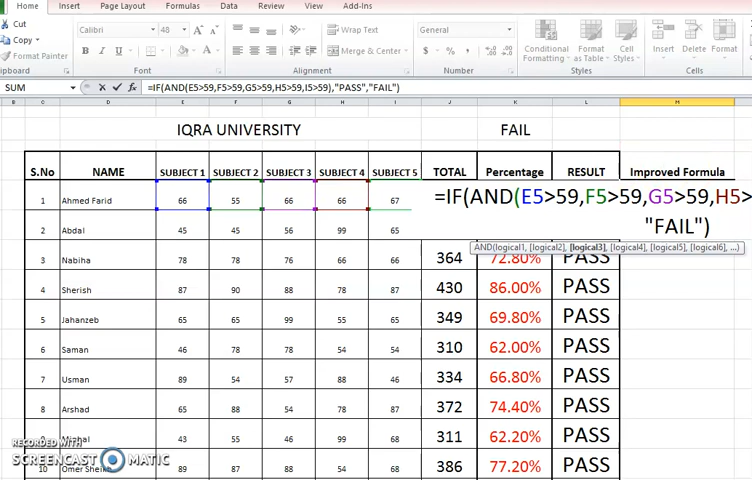 Home Insert Page Layout Formulas Data Review View Add-Ins
Cut
Copy
Format Painter
Calibri 48
Wrap Text
Merge & Center
General
Conditional Formatting Format as Table Cell Styles
Insert Delete Format
Font Alignment Number Styles Cells
SUM =IF(AND(E5>59,F5>59,G5>59,H5>59,I5>59),"PASS","FAIL")
B C D E F G H I J K L M
IQRA UNIVERSITY FAIL
S.No NAME SUBJECT 1 SUBJECT 2 SUBJECT 3 SUBJECT 4 SUBJECT 5 TOTAL Percentage RESULT Improved Formula
1 Ahmed Farid 66 55 66 66 67 =IF(AND(E5>59,F5>59,G5>59,H5>
"FAIL")
2 Abdal 45 45 56 99 65
AND(logical1, [logical2], [logical3], [logical4], [logical5], [logical6], ...)
3 Nabiha 78 78 76 66 66 364 72.80% PASS
4 Sherish 87 90 88 78 87 430 86.00% PASS
5 Jahanzeb 65 65 99 55 65 349 69.80% PASS
6 Saman 46 78 78 54 54 310 62.00% PASS
7 Usman 89 54 57 88 46 334 66.80% PASS
8 Arshad 65 88 54 78 87 372 74.40% PASS
43 55 46 99 68 311 62.20% PASS
RECORDED WITH
SCREENCAST MATIC
10 Omer Sheikh 89 87 88 54 68 386 77.20% PASS